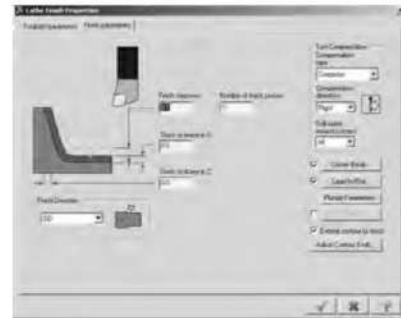 Lathe Finish Properties
Toolpath parameters Finish parameters
Finish stepover:
Number of finish passes:
Stock to leave in X:
Stock to leave in Z:
Finish Direction:
Tool Compensation
Compensation
type:
Computer
Compensation
direction:
Right
Roll cutter
around corners:
All
Corner Break...
Lead In/Out...
Plunge Parameters
Extend contour to stock
Adjust Contour Ends...